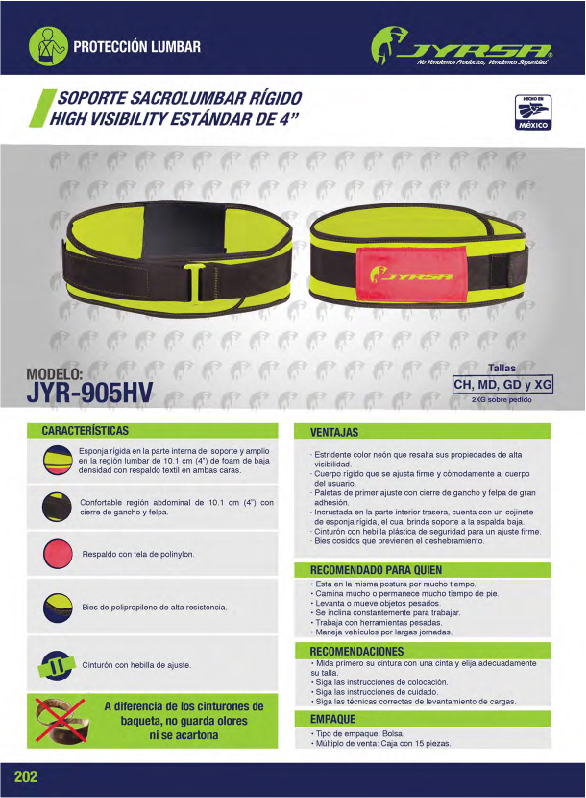 PROTECCIÓN LUMBAR
JYRSA®
No Vendemos Productos, Vendemos Seguridad
SOPORTE SACROLUMBAR RÍGIDO
HIGH VISIBILITY ESTÁNDAR DE 4”
HECHO EN
MÉXICO
JYRSA
MODELO:
JYR-905HV
Tallas
CH, MD, GD y XG
2XG sobre pedido
CARACTERÍSTICAS
Esponja rígida en la parte interna de soporte y amplio
en la región lumbar de 10.1 cm (4”) de foam de baja
densidad con respaldo textil en ambas caras.
Confortable región abdominal de 10.1 cm (4”) con
cierre de gancho y felpa.
Respaldo con tela de polinylon.
Bies de polipropileno de alta resistencia.
Cinturón con hebilla de ajuste.
A diferencia de los cinturones de
baqueta, no guarda olores
ni se acartona
VENTAJAS
· Estridente color neón que resalta sus propiedades de alta
visibilidad.
· Cuerpo rígido que se ajusta firme y cómodamente a cuerpo
del usuario.
· Paletas de primer ajuste con cierre de gancho y felpa de gran
adhesión.
· Incrustada en la parte interior trasera, cuenta con un cojinete
de esponja rígida, el cual brinda soporte a la espalda baja.
· Cinturón con hebilla plástica de seguridad para un ajuste firme.
· Bies cosidos que previenen el deshebramiento.
RECOMENDADO PARA QUIEN
· Esta en la misma postura por mucho tiempo.
• Camina mucho o permanece mucho tiempo de pie.
• Levanta o mueve objetos pesados.
• Se inclina constantemente para trabajar.
• Trabaja con herramientas pesadas.
· Maneja vehículos por largas jornadas.
RECOMENDACIONES
• Mida primero su cintura con una cinta y elija adecuadamente
su talla.
• Siga las instrucciones de colocación.
• Siga las instrucciones de cuidado.
• Siga las técnicas correctas de levantamiento de cargas.
EMPAQUE
• Tipo de empaque: Bolsa.
• Múltiplo de venta: Caja con 15 piezas.
202